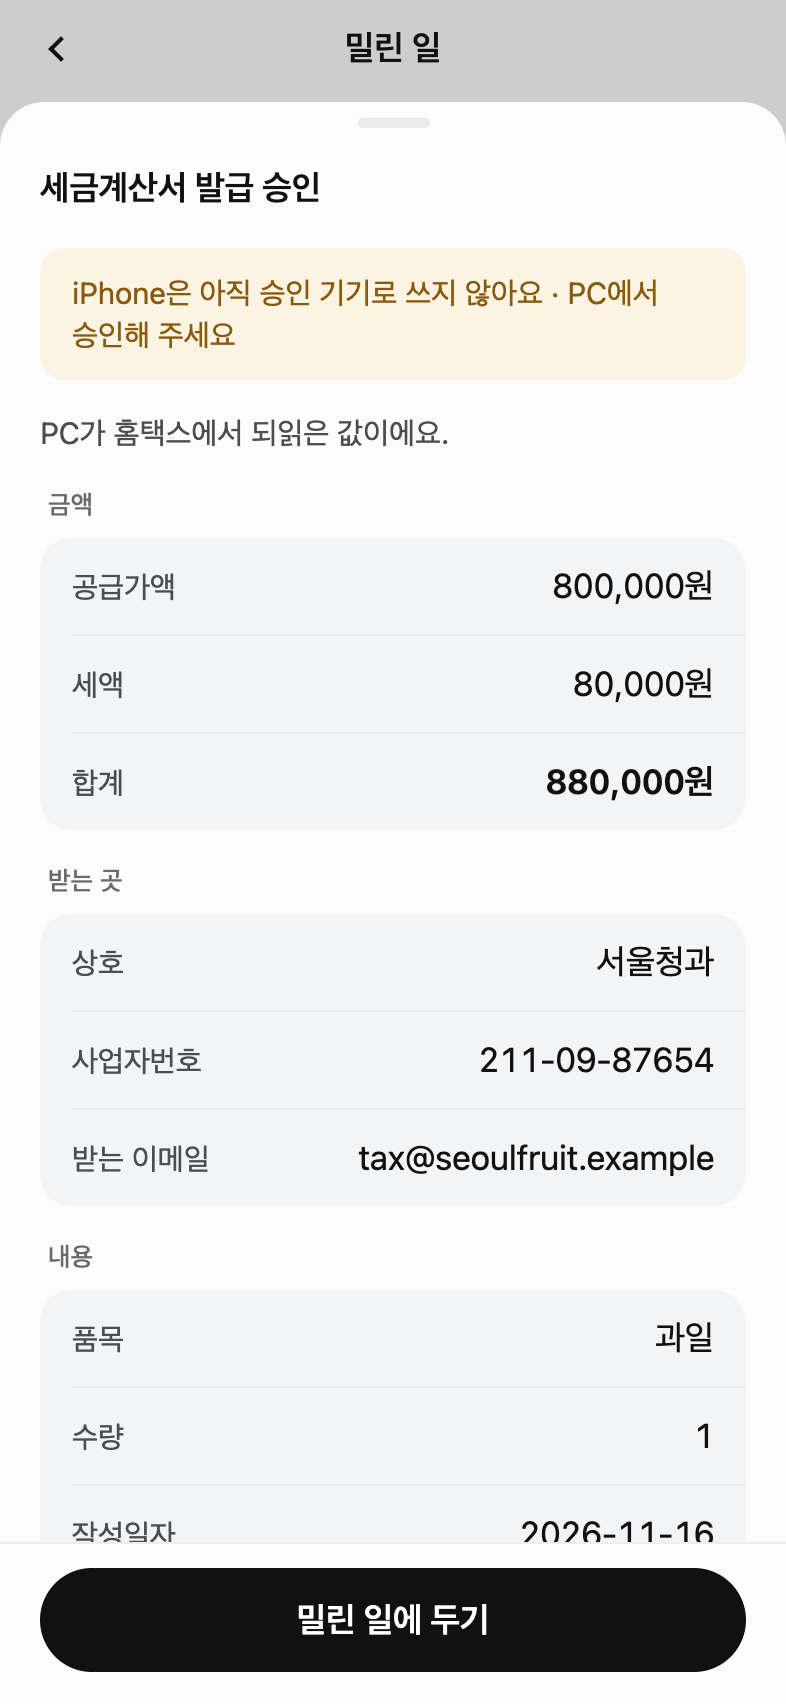 밀린 일
세금계산서 발급 승인
iPhone은 아직 승인 기기로 쓰지 않아요 · PC에서
승인해 주세요
PC가 홈택스에서 되읽은 값이에요.
금액
공급가액 800,000원
세액 80,000원
합계 880,000원
받는 곳
상호 서울청과
사업자번호 211-09-87654
받는 이메일 tax@seoulfruit.example
내용
품목 과일
수량 1
작성일자 2026-11-16
밀린 일에 두기